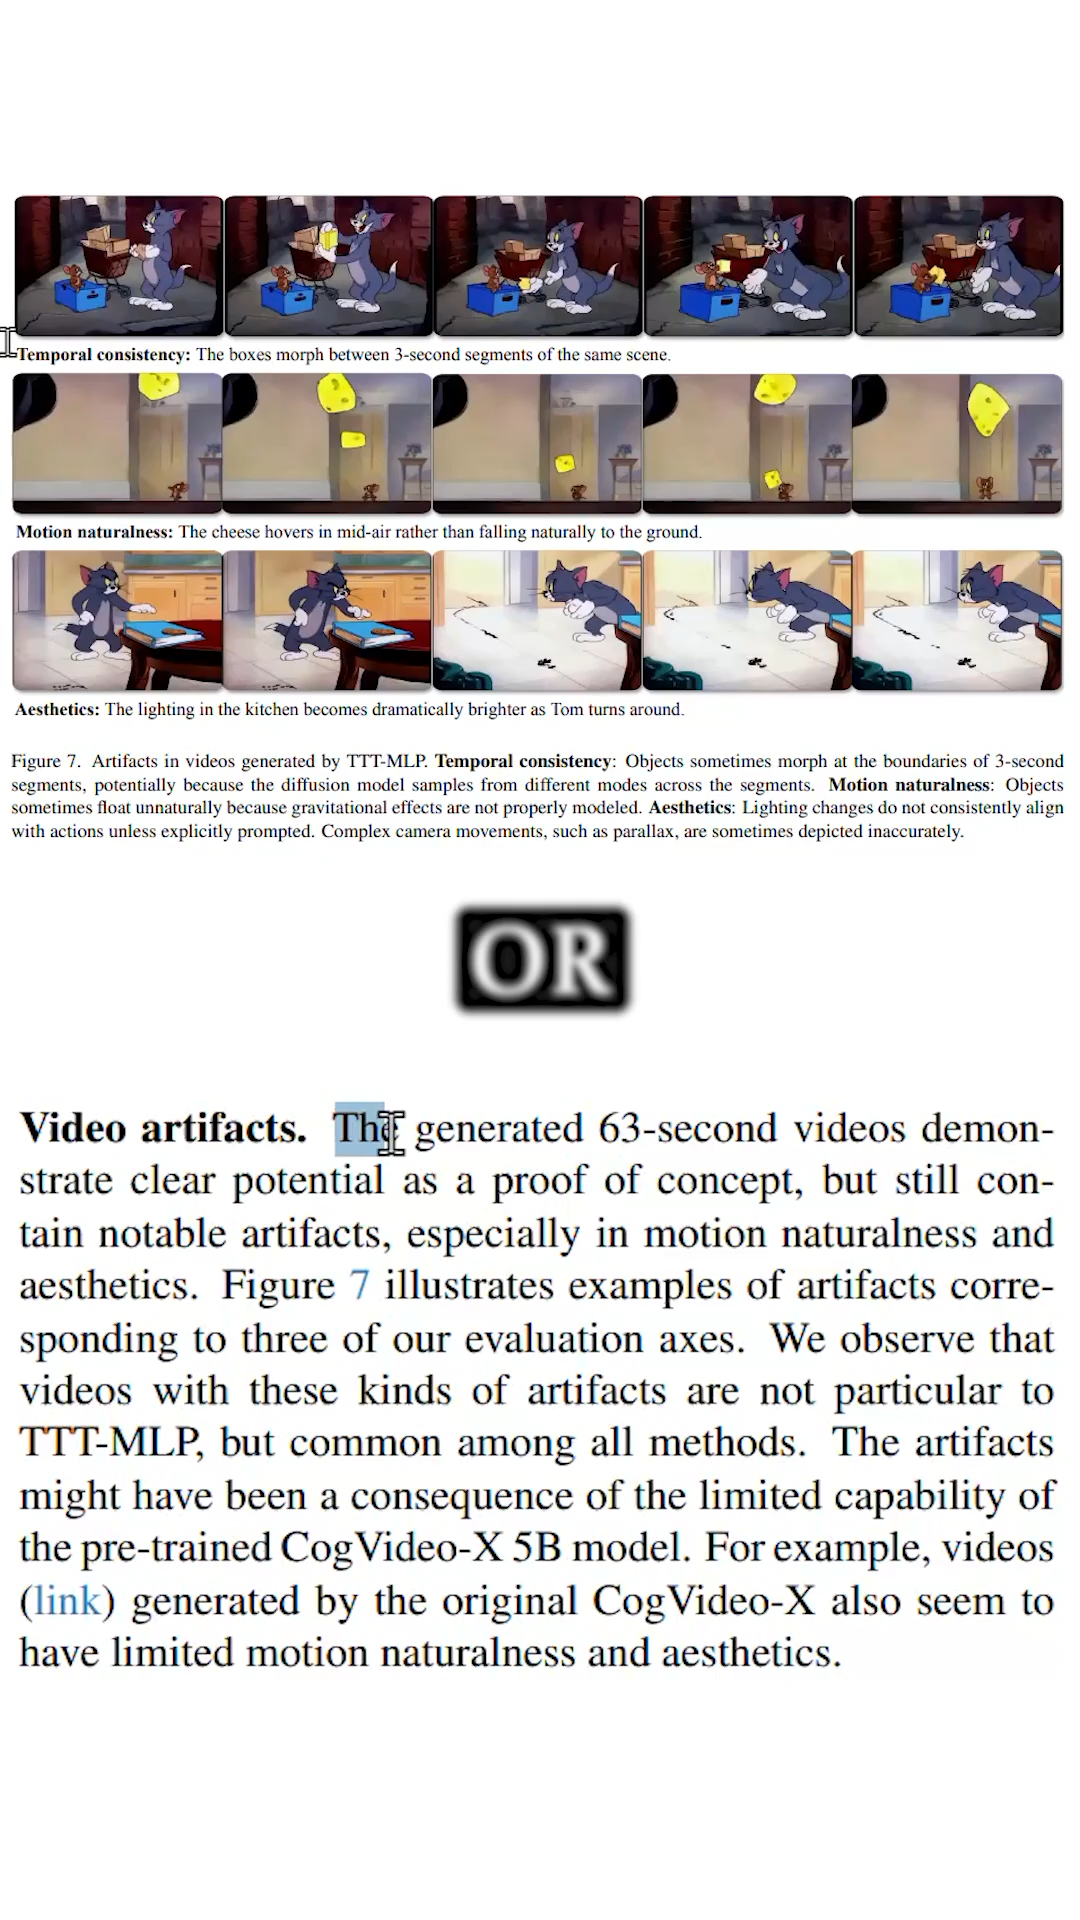 Temporal consistency: The boxes morph between 3-second segments of the same scene.
Motion naturalness: The cheese hovers in mid-air rather than falling naturally to the ground.
Aesthetics: The lighting in the kitchen becomes dramatically brighter as Tom turns around.
Figure 7. Artifacts in videos generated by TTT-MLP. Temporal consistency: Objects sometimes morph at the boundaries of 3-second
segments, potentially because the diffusion model samples from different modes across the segments. Motion naturalness: Objects
sometimes float unnaturally because gravitational effects are not properly modeled. Aesthetics: Lighting changes do not consistently align
with actions unless explicitly prompted. Complex camera movements, such as parallax, are sometimes depicted inaccurately.
OR
Video artifacts. The generated 63-second videos demon-
strate clear potential as a proof of concept, but still con-
tain notable artifacts, especially in motion naturalness and
aesthetics. Figure 7 illustrates examples of artifacts corre-
sponding to three of our evaluation axes. We observe that
videos with these kinds of artifacts are not particular to
TTT-MLP, but common among all methods. The artifacts
might have been a consequence of the limited capability of
the pre-trained CogVideo-X 5B model. For example, videos
(link) generated by the original CogVideo-X also seem to
have limited motion naturalness and aesthetics.